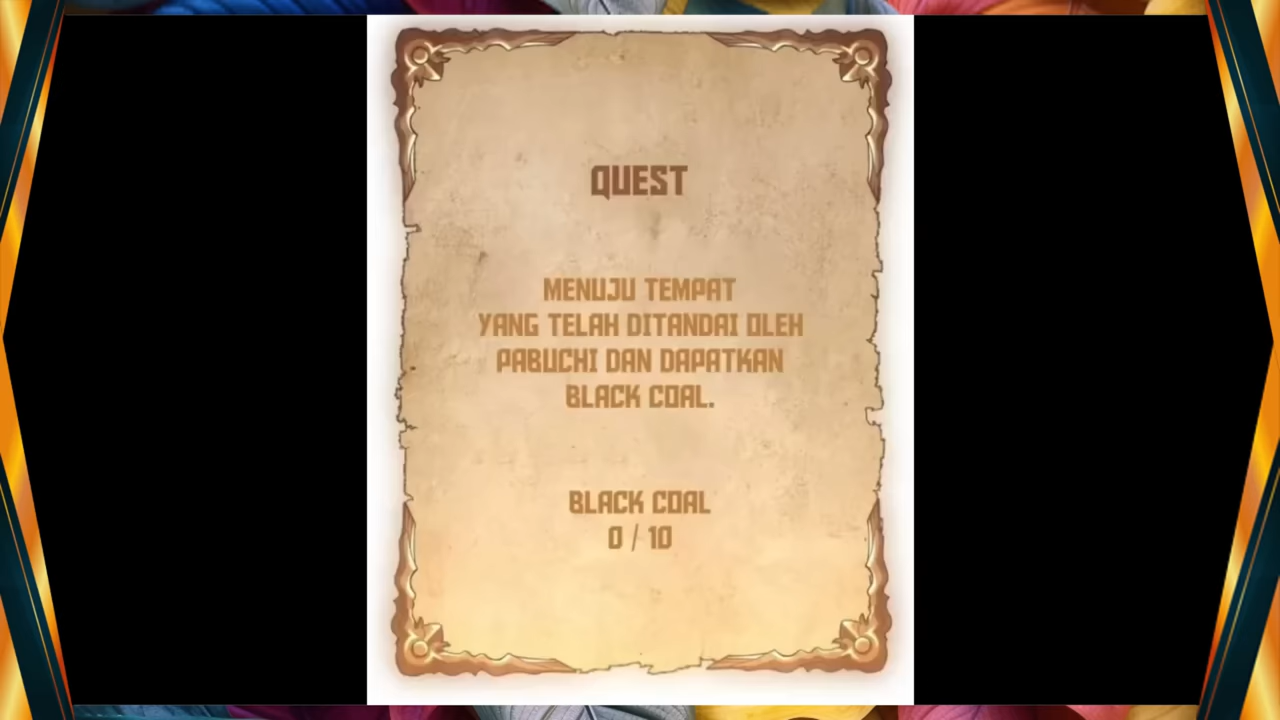 QUEST
MENUJU TEMPAT
YANG TELAH DITANDAI OLEH
PABUCHI DAN DAPATKAN
BLACK COAL.
BLACK COAL
0 / 10